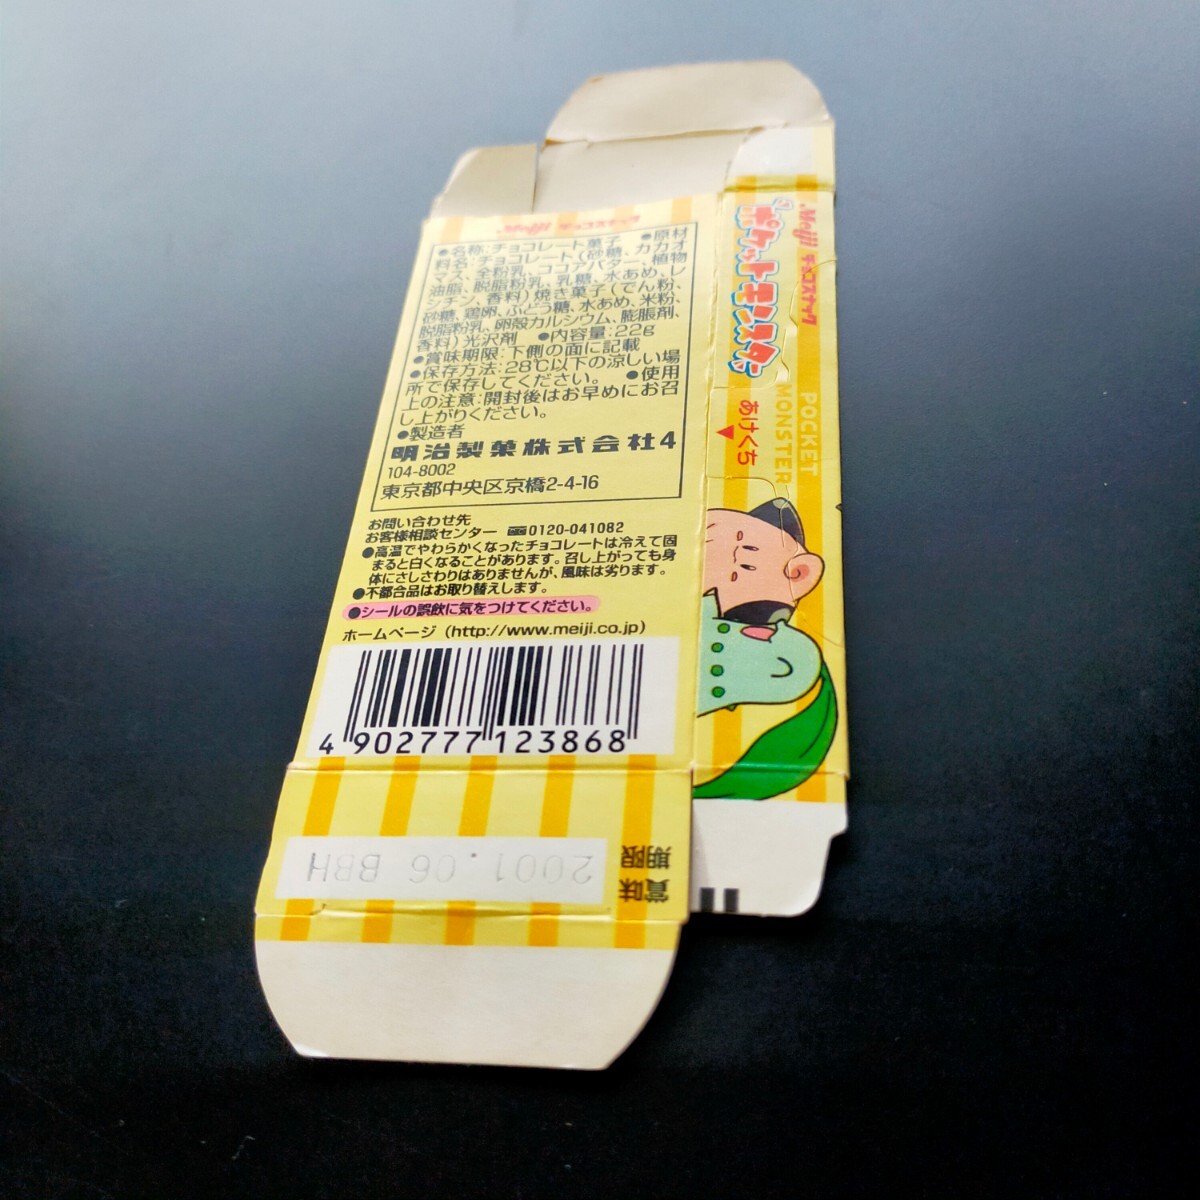 Meiji チョコスナック
●名称:チョコレート菓子 ●原材
料名:チョコレート(砂糖、カカオ
マス、全粉乳、ココアバター、植物
油脂、脱脂粉乳、乳糖、水あめ、レ
シチン、香料)焼き菓子(でん粉、
砂糖、鶏卵、ぶどう糖、水あめ、米粉、
脱脂粉乳、卵殻カルシウム、膨脹剤、
香料)光沢剤 ●内容量:22g
●賞味期限:下側の面に記載
●保存方法:28℃以下の涼しい場
所で保存してください。 ●使用
上の注意:開封後はお早めにお召
し上がりください。
●製造者
明治製菓株式会社4
104-8002
東京都中央区京橋2-4-16
お問い合わせ先
お客様相談センター 0120-041082
●高温でやわらかくなったチョコレートは冷えて固
まると白くなることがあります。召し上がっても身
体にさしさわりはありませんが、風味は劣ります。
●不都合品はお取り替えします。
●シールの誤飲に気をつけてください。
ホームページ(http://www.meiji.co.jp)
4 902777 123868
賞味
期限
2001.06 BBH
Meiji チョコスナック
ポケットモンスター
POCKET
MONSTER
あけくち